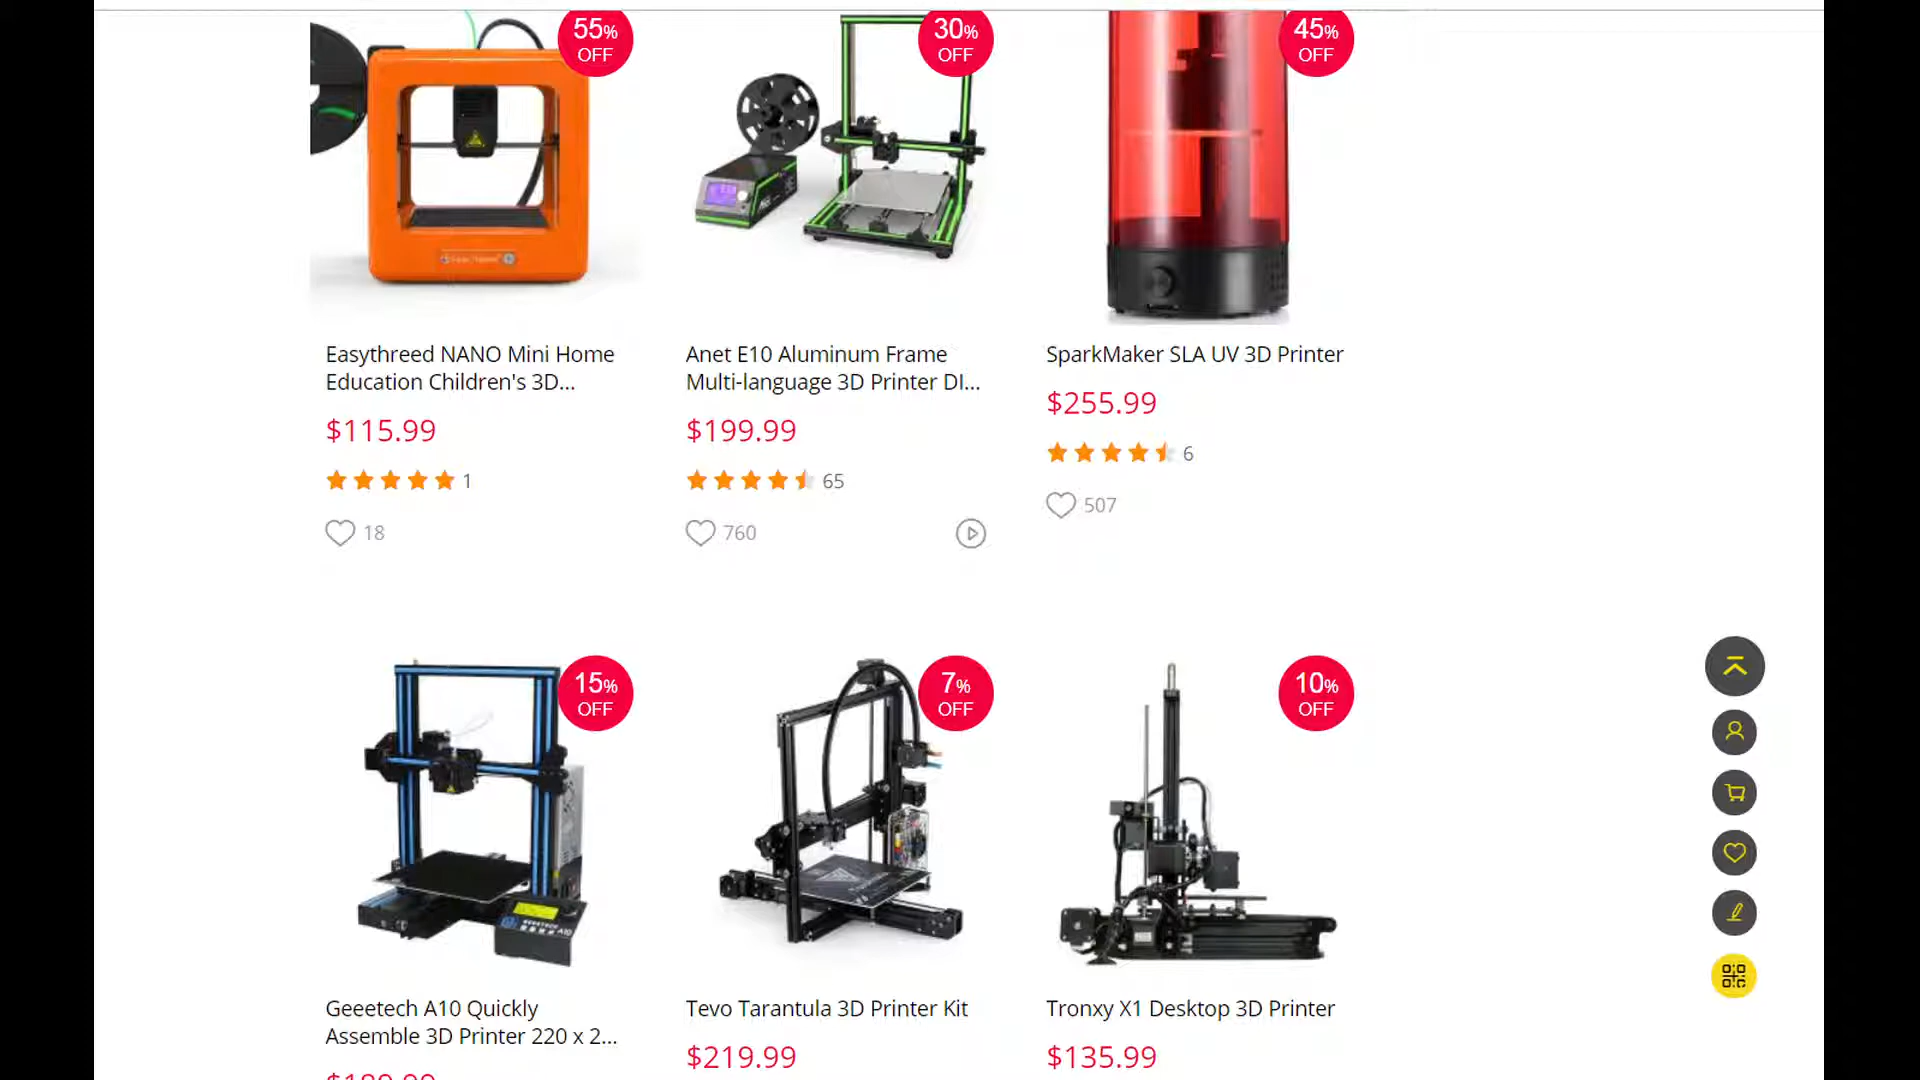 55%
OFF
30%
OFF
45%
OFF
Easythreed NANO Mini Home
Education Children's 3D...
$115.99
1
18
Anet E10 Aluminum Frame
Multi-language 3D Printer DI...
$199.99
65
760
SparkMaker SLA UV 3D Printer
$255.99
6
507
15%
OFF
7%
OFF
10%
OFF
GEEETECH A10
Geeetech A10 Quickly
Assemble 3D Printer 220 x 2...
Tevo Tarantula 3D Printer Kit
$219.99
Tronxy X1 Desktop 3D Printer
$135.99